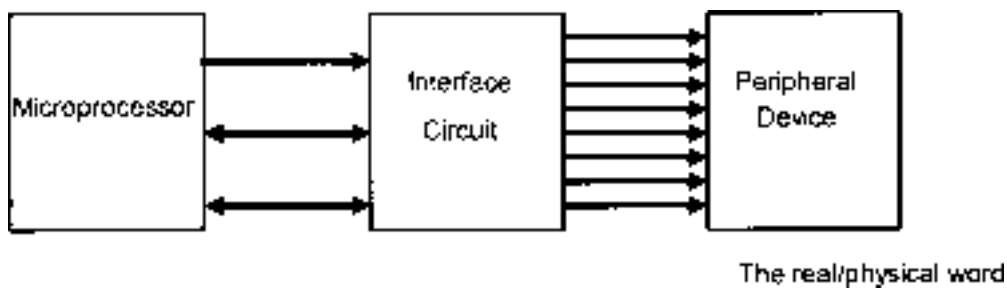 Microprocessor
Interface
Circuit
Peripheral
Device
The real/physical word